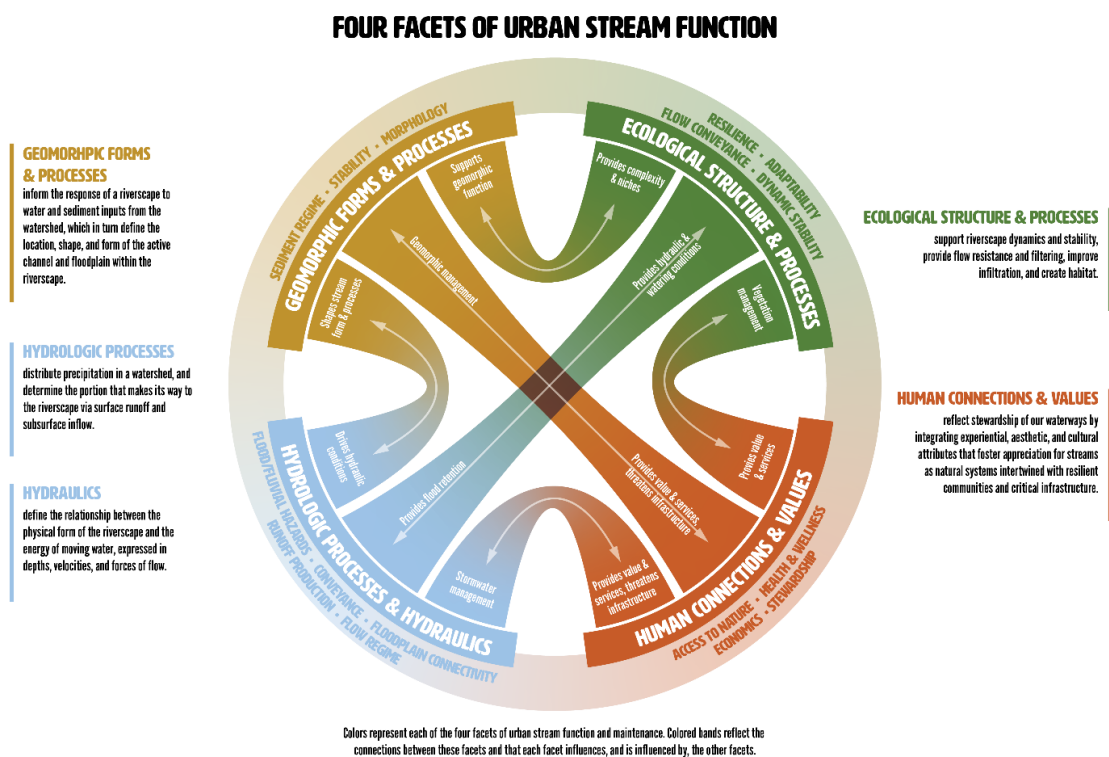 FOUR FACETS OF URBAN STREAM FUNCTION
GEOMORHPIC FORMS
& PROCESSES
inform the response of a riverscape to
water and sediment inputs from the
watershed, which in turn define the
location, shape, and form of the active
channel and floodplain within the
riverscape.
HYDROLOGIC PROCESSES
distribute precipitation in a watershed, and
determine the portion that makes its way to
the riverscape via surface runoff and
subsurface inflow.
HYDRAULICS
define the relationship between the
physical form of the riverscape and the
energy of moving water, expressed in
depths, velocities, and forces of flow.
SEDIMENT REGIME • STABILITY • MORPHOLOGY
GEOMORPHIC FORMS & PROCESSES
Supports
geomorphic
function
Geomorphic management
Shapes stream
form & processes
RESILIENCE • ADAPTABILITY
FLOW CONVEYANCE • DYNAMIC STABILITY
ECOLOGICAL STRUCTURE & PROCESSES
Provides complexity
& niches
Provides hydraulic &
watering conditions
Vegetation
management
Drives hydraulic
conditions
Provides flood retention
Stormwater
management
HYDROLOGIC PROCESSES & HYDRAULICS
FLOOD/FLUVIAL HAZARDS • CONVEYANCE • FLOODPLAIN CONNECTIVITY
RUNOFF PRODUCTION • FLOW REGIME
Provies value
& services
Provides value & services,
threatens infrastructure
Provides value &
services, threatens
infrastructure
HUMAN CONNECTIONS & VALUES
ACCESS TO NATURE • HEALTH & WELLNESS
ECONOMICS • STEWARDSHIP
ECOLOGICAL STRUCTURE & PROCESSES
support riverscape dynamics and stability,
provide flow resistance and filtering, improve
infiltration, and create habitat.
HUMAN CONNECTIONS & VALUES
reflect stewardship of our waterways by
integrating experiential, aesthetic, and cultural
attributes that foster appreciation for streams
as natural systems intertwined with resilient
communities and critical infrastructure.
Colors represent each of the four facets of urban stream function and maintenance. Colored bands reflect the
connections between these facets and that each facet influences, and is influenced by, the other facets.